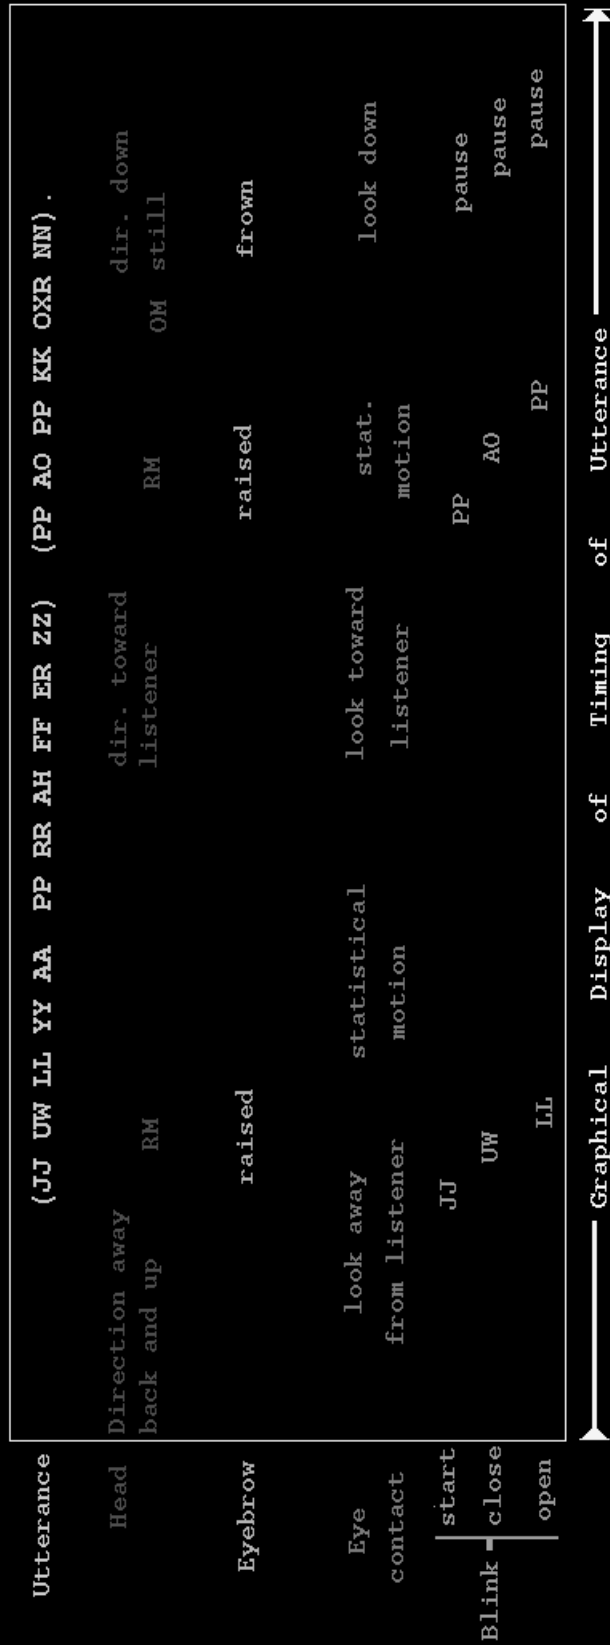 Utterance (JJ UW LL YY AA PP RR AH FF ER ZZ) (PP AO PP KK OXR NN).
Head Direction away dir. toward dir. down
back and up RM listener RM OM still
Eyebrow raised raised frown
Eye look away statistical look toward stat. look down
contact from listener motion listener motion
start JJ PP pause
Blink close UW AO pause
open LL PP pause
Graphical Display of Timing of Utterance